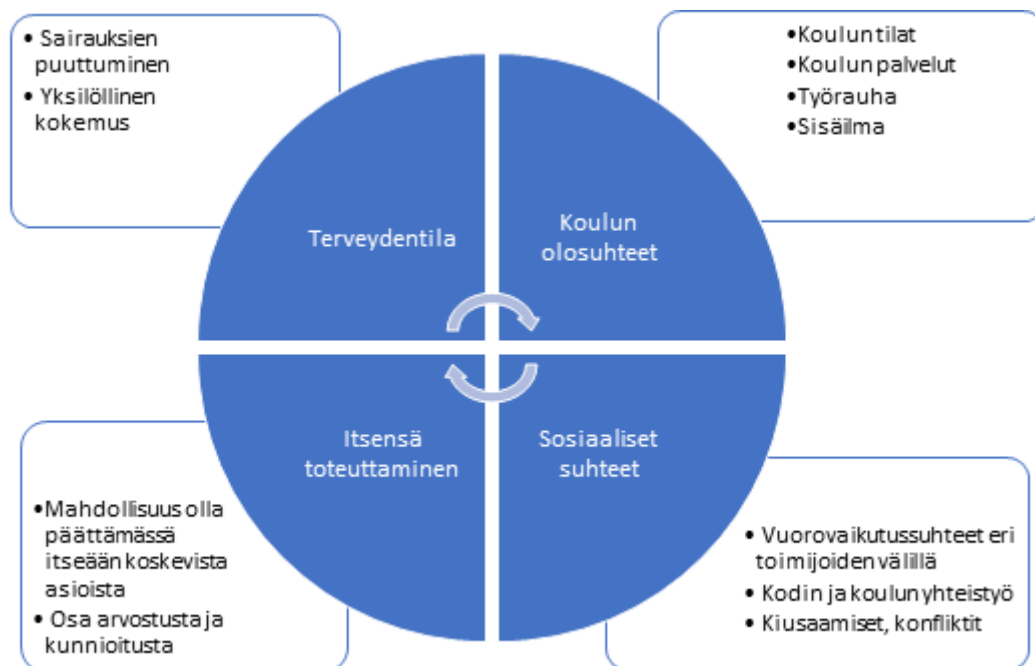 • Sairauksien
puuttuminen
• Yksilöllinen
kokemus
• Koulun tilat
• Koulun palvelut
• Työrauha
• Sisäilma
Terveydentila
Koulun
olosuhteet
Itsensä
toteuttaminen
Sosiaaliset
suhteet
• Mahdollisuus olla
päättämässä
itseään koskevista
asioista
• Osa arvostusta ja
kunnioitusta
• Vuorovaikutussuhteet eri
toimijoiden välillä
• Kodin ja koulun yhteistyö
• Kiusaamiset, konfliktit